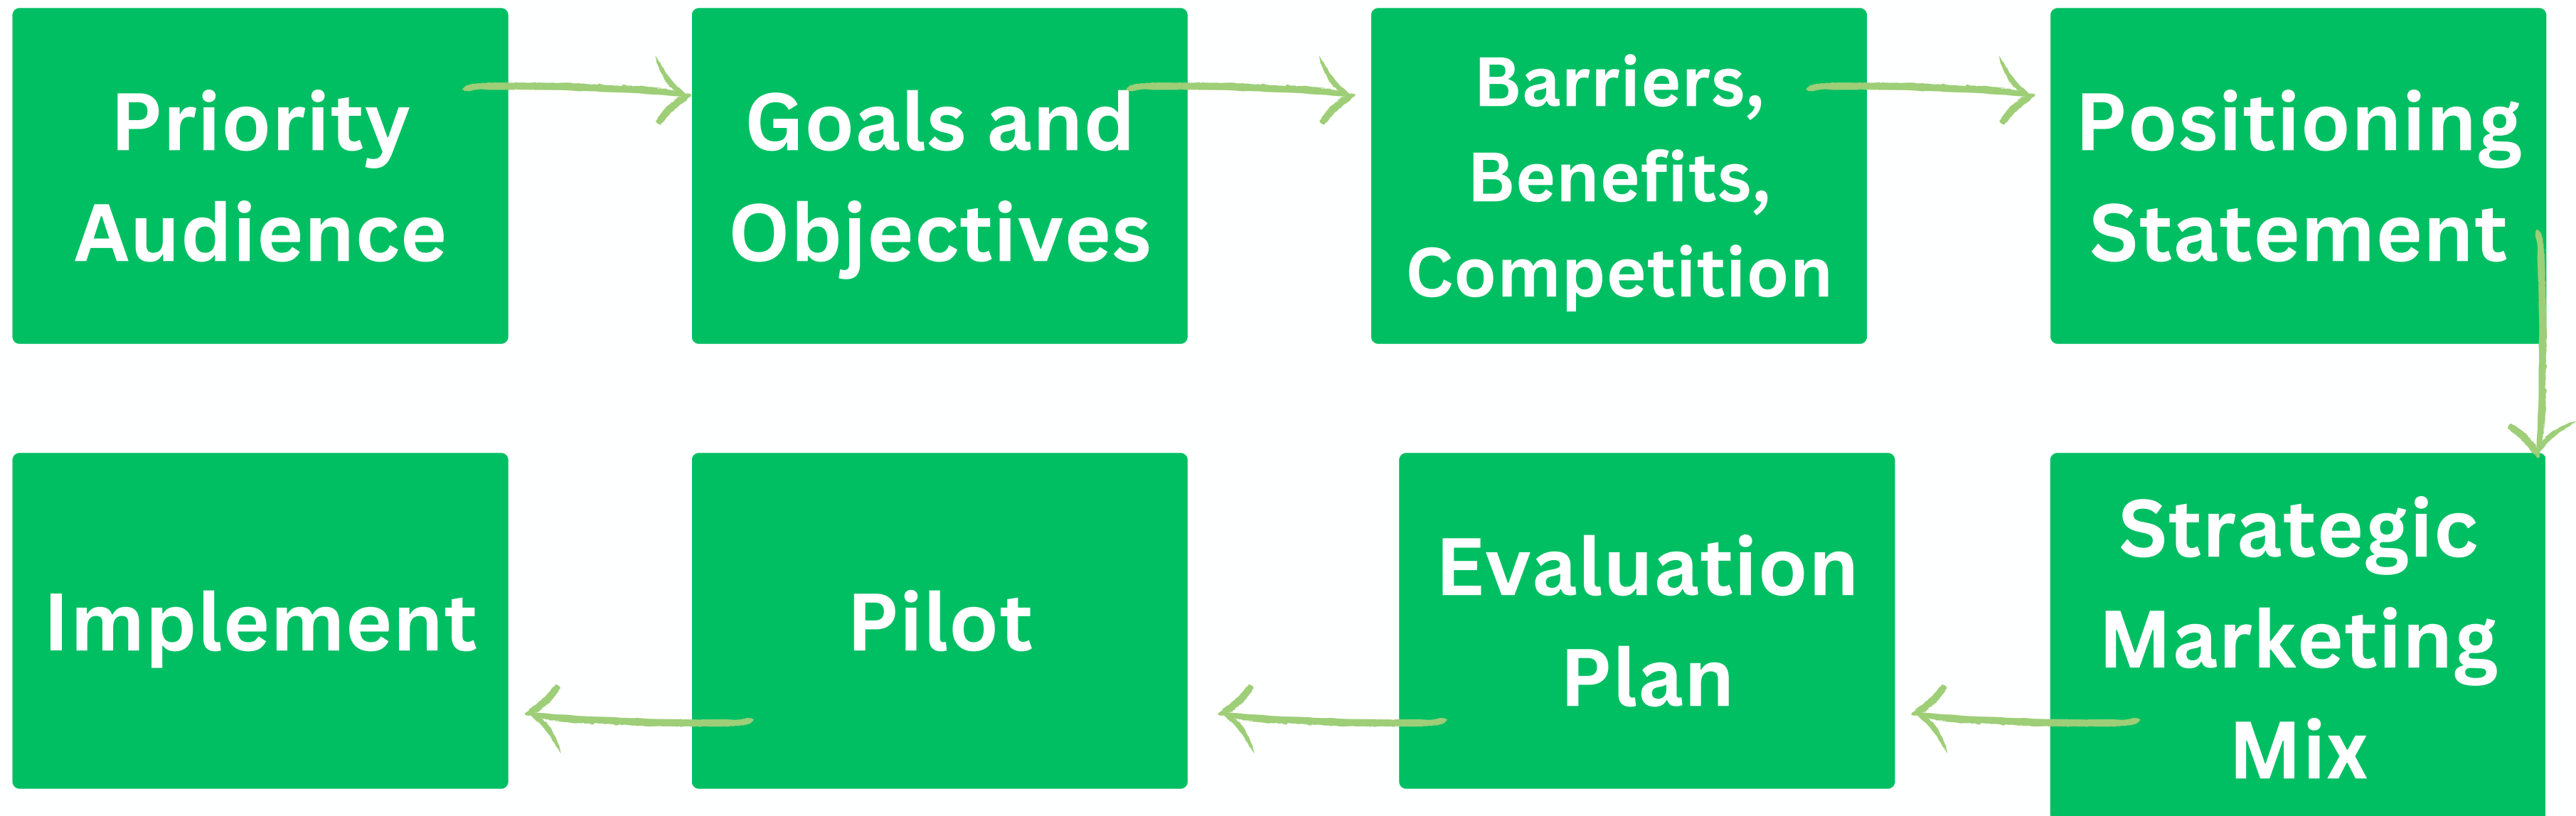 Priority
Audience
Goals and
Objectives
Barriers,
Benefits,
Competition
Positioning
Statement
Strategic
Marketing
Mix
Evaluation
Plan
Pilot
Implement